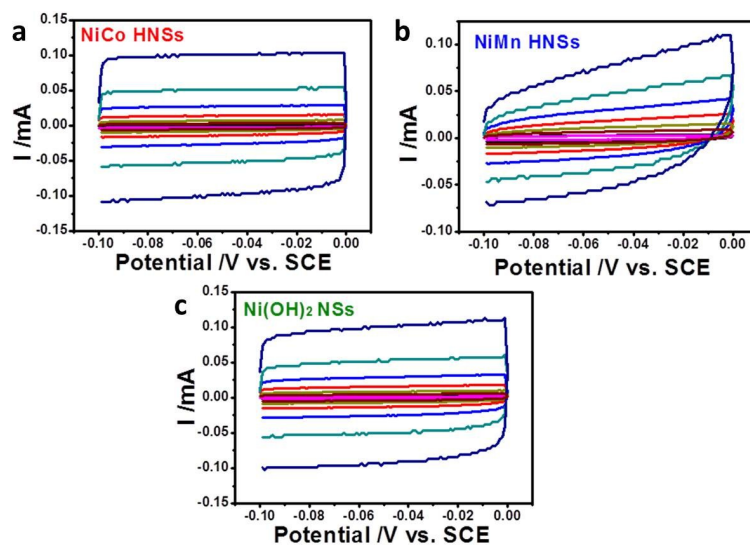 a
NiCo HNSs
0.15
0.10
0.05
0.00
-0.05
-0.10
-0.15
I /mA
-0.10 -0.08 -0.06 -0.04 -0.02 0.00
Potential /V vs. SCE
b
NiMn HNSs
0.10
0.05
0.00
-0.05
-0.10
I /mA
-0.10 -0.08 -0.06 -0.04 -0.02 0.00
Potential /V vs. SCE
c
Ni(OH)₂ NSs
0.15
0.10
0.05
0.00
-0.05
-0.10
0.15
I /mA
-0.10 -0.08 -0.06 -0.04 -0.02 0.00
Potential /V vs. SCE